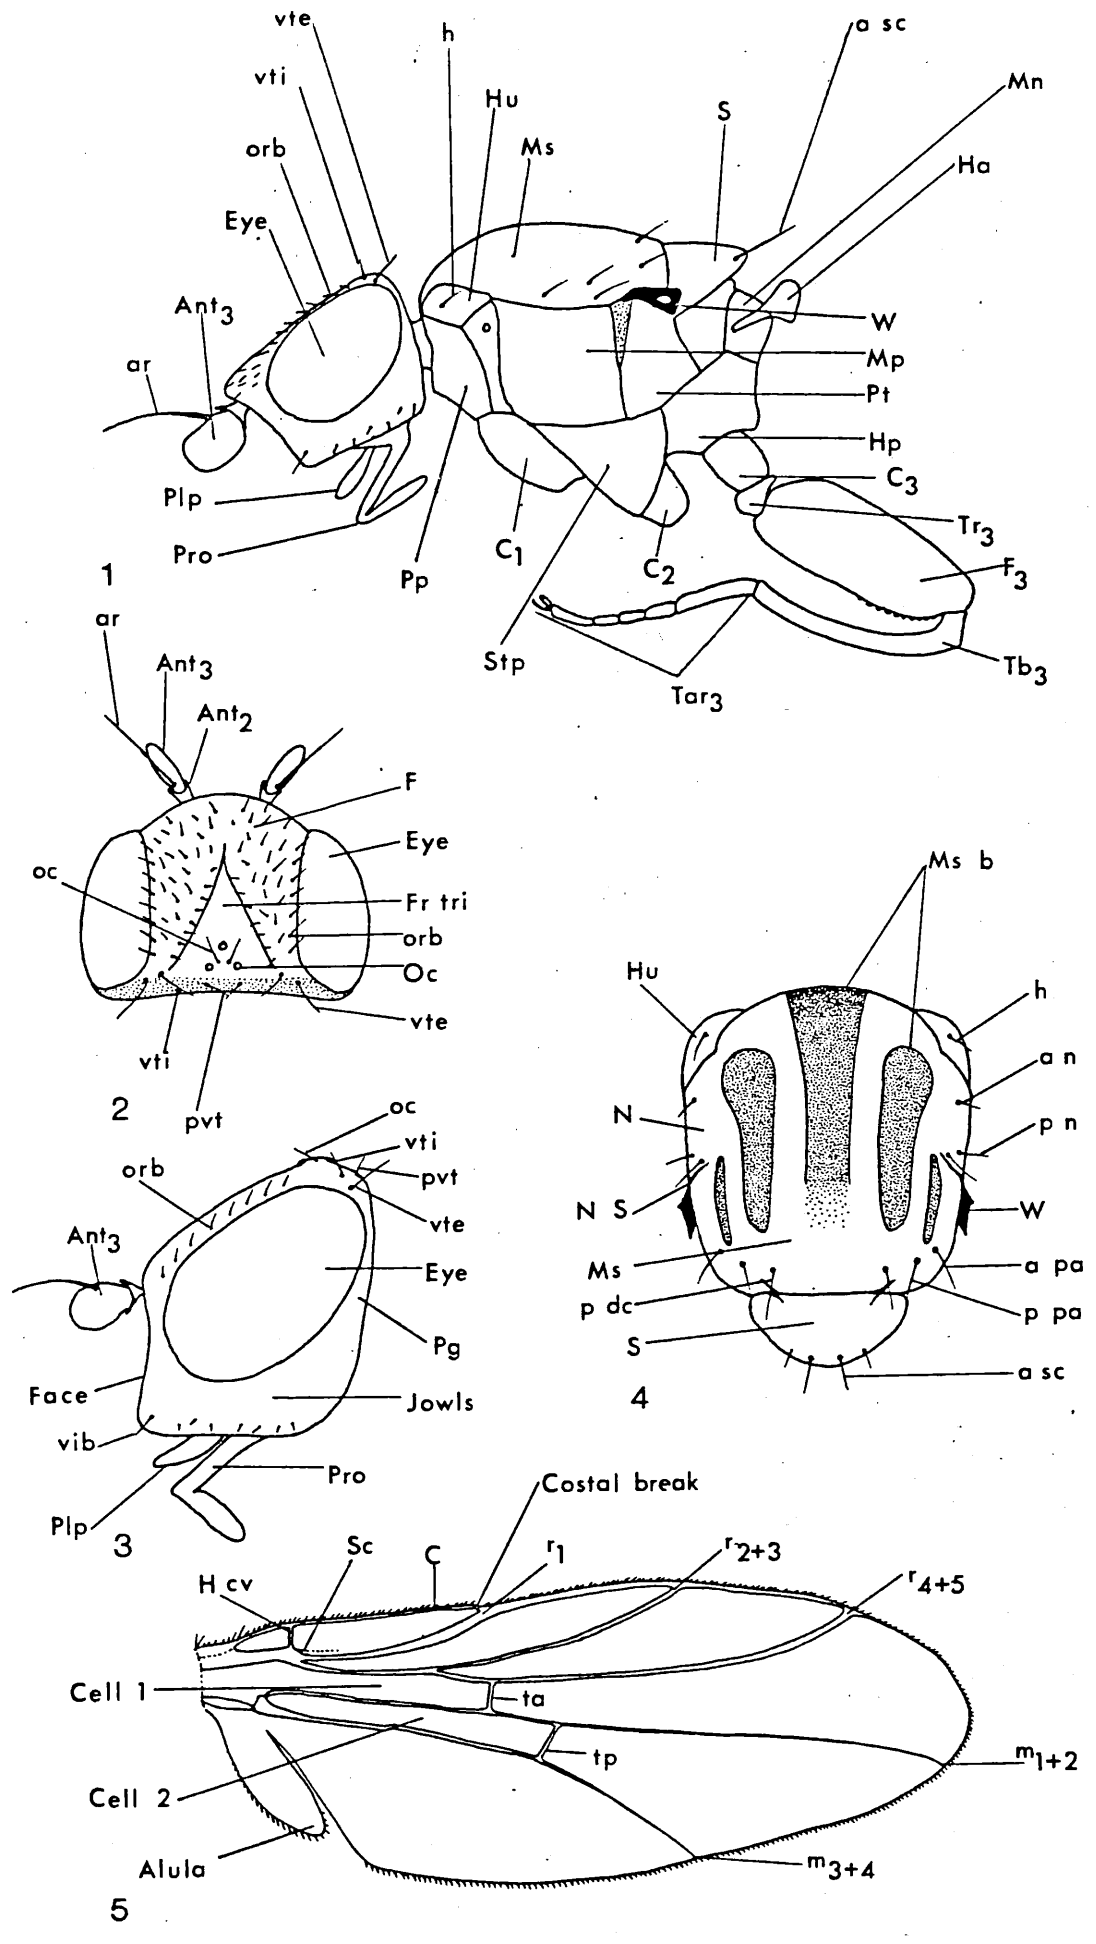 vte
h
a sc
vti
Hu
Mn
Ms
S
orb
Ha
Eye
Ant3
W
ar
Mp
Pt
Hp
Plp
C3
Pro
C1
Tr3
Pp
C2
F3
1
Stp
Tb3
Tar3
ar
Ant3
Ant2
F
Eye
oc
Fr tri
orb
Oc
vte
vti
2
pvt
Ms b
Hu
h
a n
N
p n
N S
W
Ms
a pa
p dc
p pa
S
a sc
4
oc
vti
orb
pvt
vte
Ant3
Eye
Pg
Face
Jowls
vib
Pro
Plp
3
Costal break
Sc
C
r1
r2+3
r4+5
H cv
Cell 1
ta
tp
m1+2
Cell 2
Alula
m3+4
5